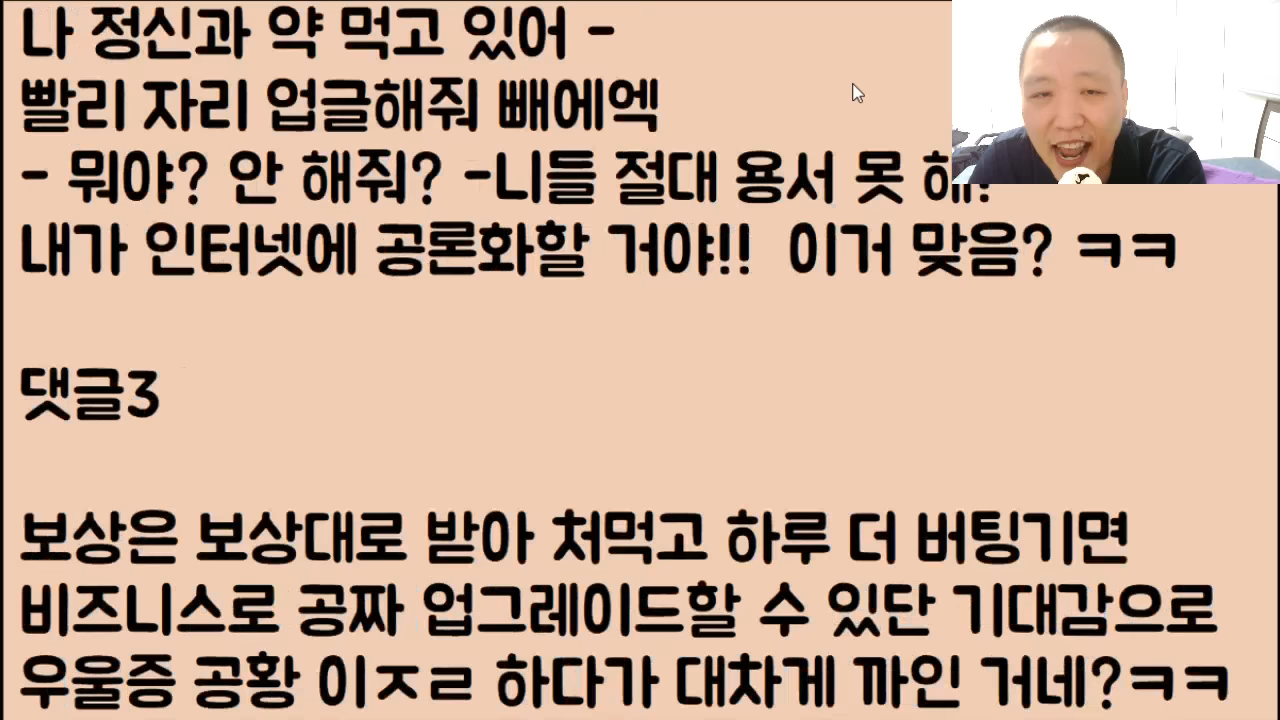 나 정신과 약 먹고 있어 -
빨리 자리 업글해줘 빼에엑
- 뭐야? 안 해줘? -니들 절대 용서 못 해!
내가 인터넷에 공론화할 거야!! 이거 맞음? ㅋㅋ
댓글3
보상은 보상대로 받아 처먹고 하루 더 버팅기면
비즈니스로 공짜 업그레이드할 수 있단 기대감으로
우울증 공황 이ㅈㄹ 하다가 대차게 까인 거네?ㅋㅋ